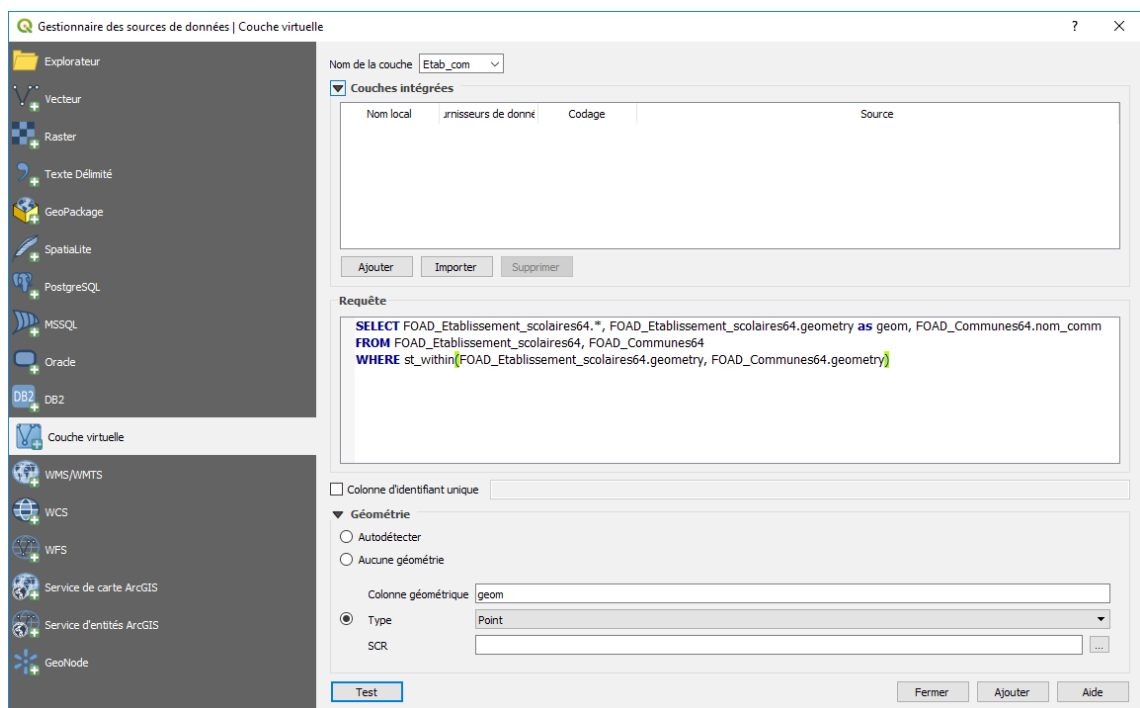 Gestionnaire des sources de données | Couche virtuelle
?
Explorateur
Vecteur
Raster
Texte Délimité
GeoPackage
SpatiaLite
PostgreSQL
MSSQL
Oracle
DB2
DB2
Couche virtuelle
WMS/WMTS
WCS
WFS
Service de carte ArcGIS
Service d'entités ArcGIS
GeoNode
Nom de la couche Etab_com
Couches intégrées
Nom local urnisseurs de donné Codage Source
Ajouter Importer Supprimer
Requête
SELECT FOAD_Etablissement_scolaires64.*, FOAD_Etablissement_scolaires64.geometry as geom, FOAD_Communes64.nom_comm
FROM FOAD_Etablissement_scolaires64, FOAD_Communes64
WHERE st_within(FOAD_Etablissement_scolaires64.geometry, FOAD_Communes64.geometry)
Colonne d'identifiant unique
Géométrie
Autodétecter
Aucune géométrie
Colonne géométrique geom
Type Point
SCR ...
Test Fermer Ajouter Aide